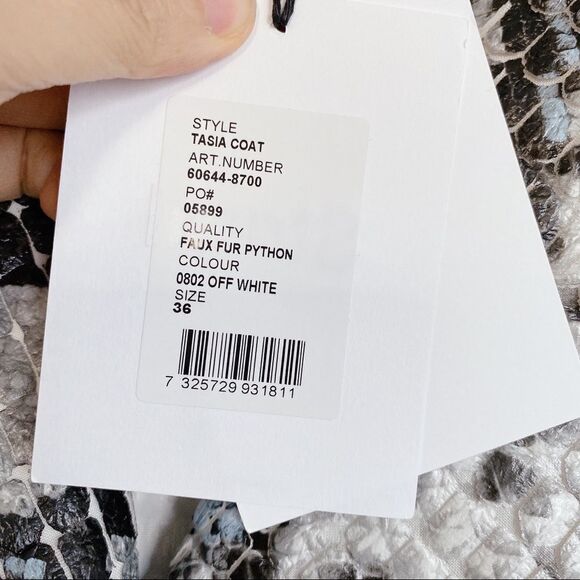 STYLE
TASIA COAT
ART.NUMBER
60644-8700
PO#
05899
QUALITY
FAUX FUR PYTHON
COLOUR
0802 OFF WHITE
SIZE
36
7 325729 931811